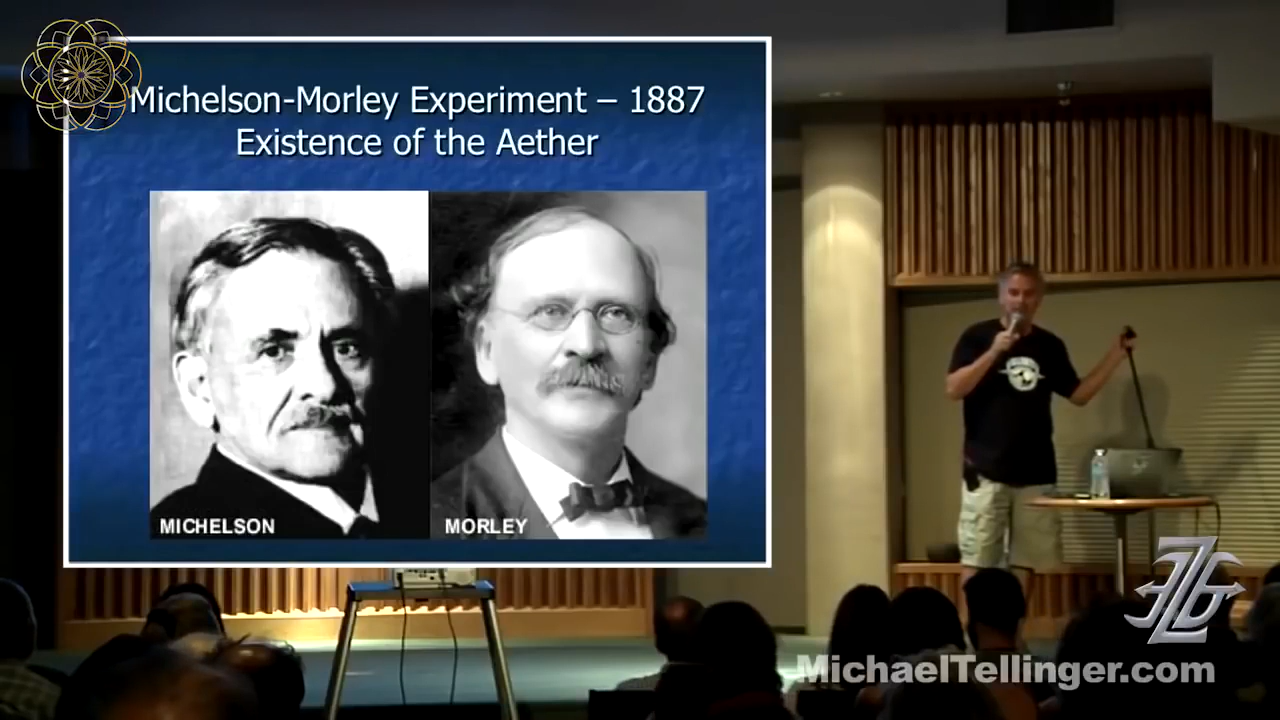 Michelson-Morley Experiment – 1887
Existence of the Aether
MICHELSON
MORLEY
MichaelTellinger.com